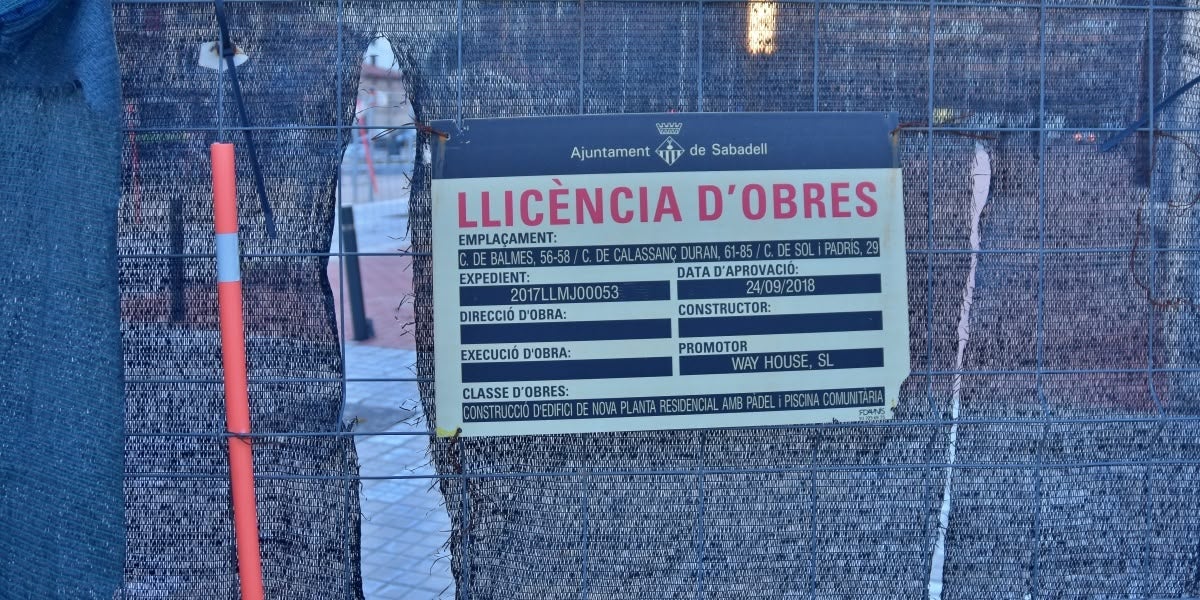 Ajuntament de Sabadell
LLICÈNCIA D'OBRES
EMPLAÇAMENT:
C. DE BALMES, 56-58 / C. DE CALASSANÇ DURAN, 61-85 / C. DE SOL i PADRÍS, 29
EXPEDIENT:
2017LLMJ00053
DATA D'APROVACIÓ:
24/09/2018
DIRECCIÓ D'OBRA:
CONSTRUCTOR:
EXECUCIÓ D'OBRA:
PROMOTOR
WAY HOUSE, SL
CLASSE D'OBRES:
CONSTRUCCIÓ D'EDIFICI DE NOVA PLANTA RESIDENCIAL AMB PÀDEL i PISCINA COMUNITÀRIA